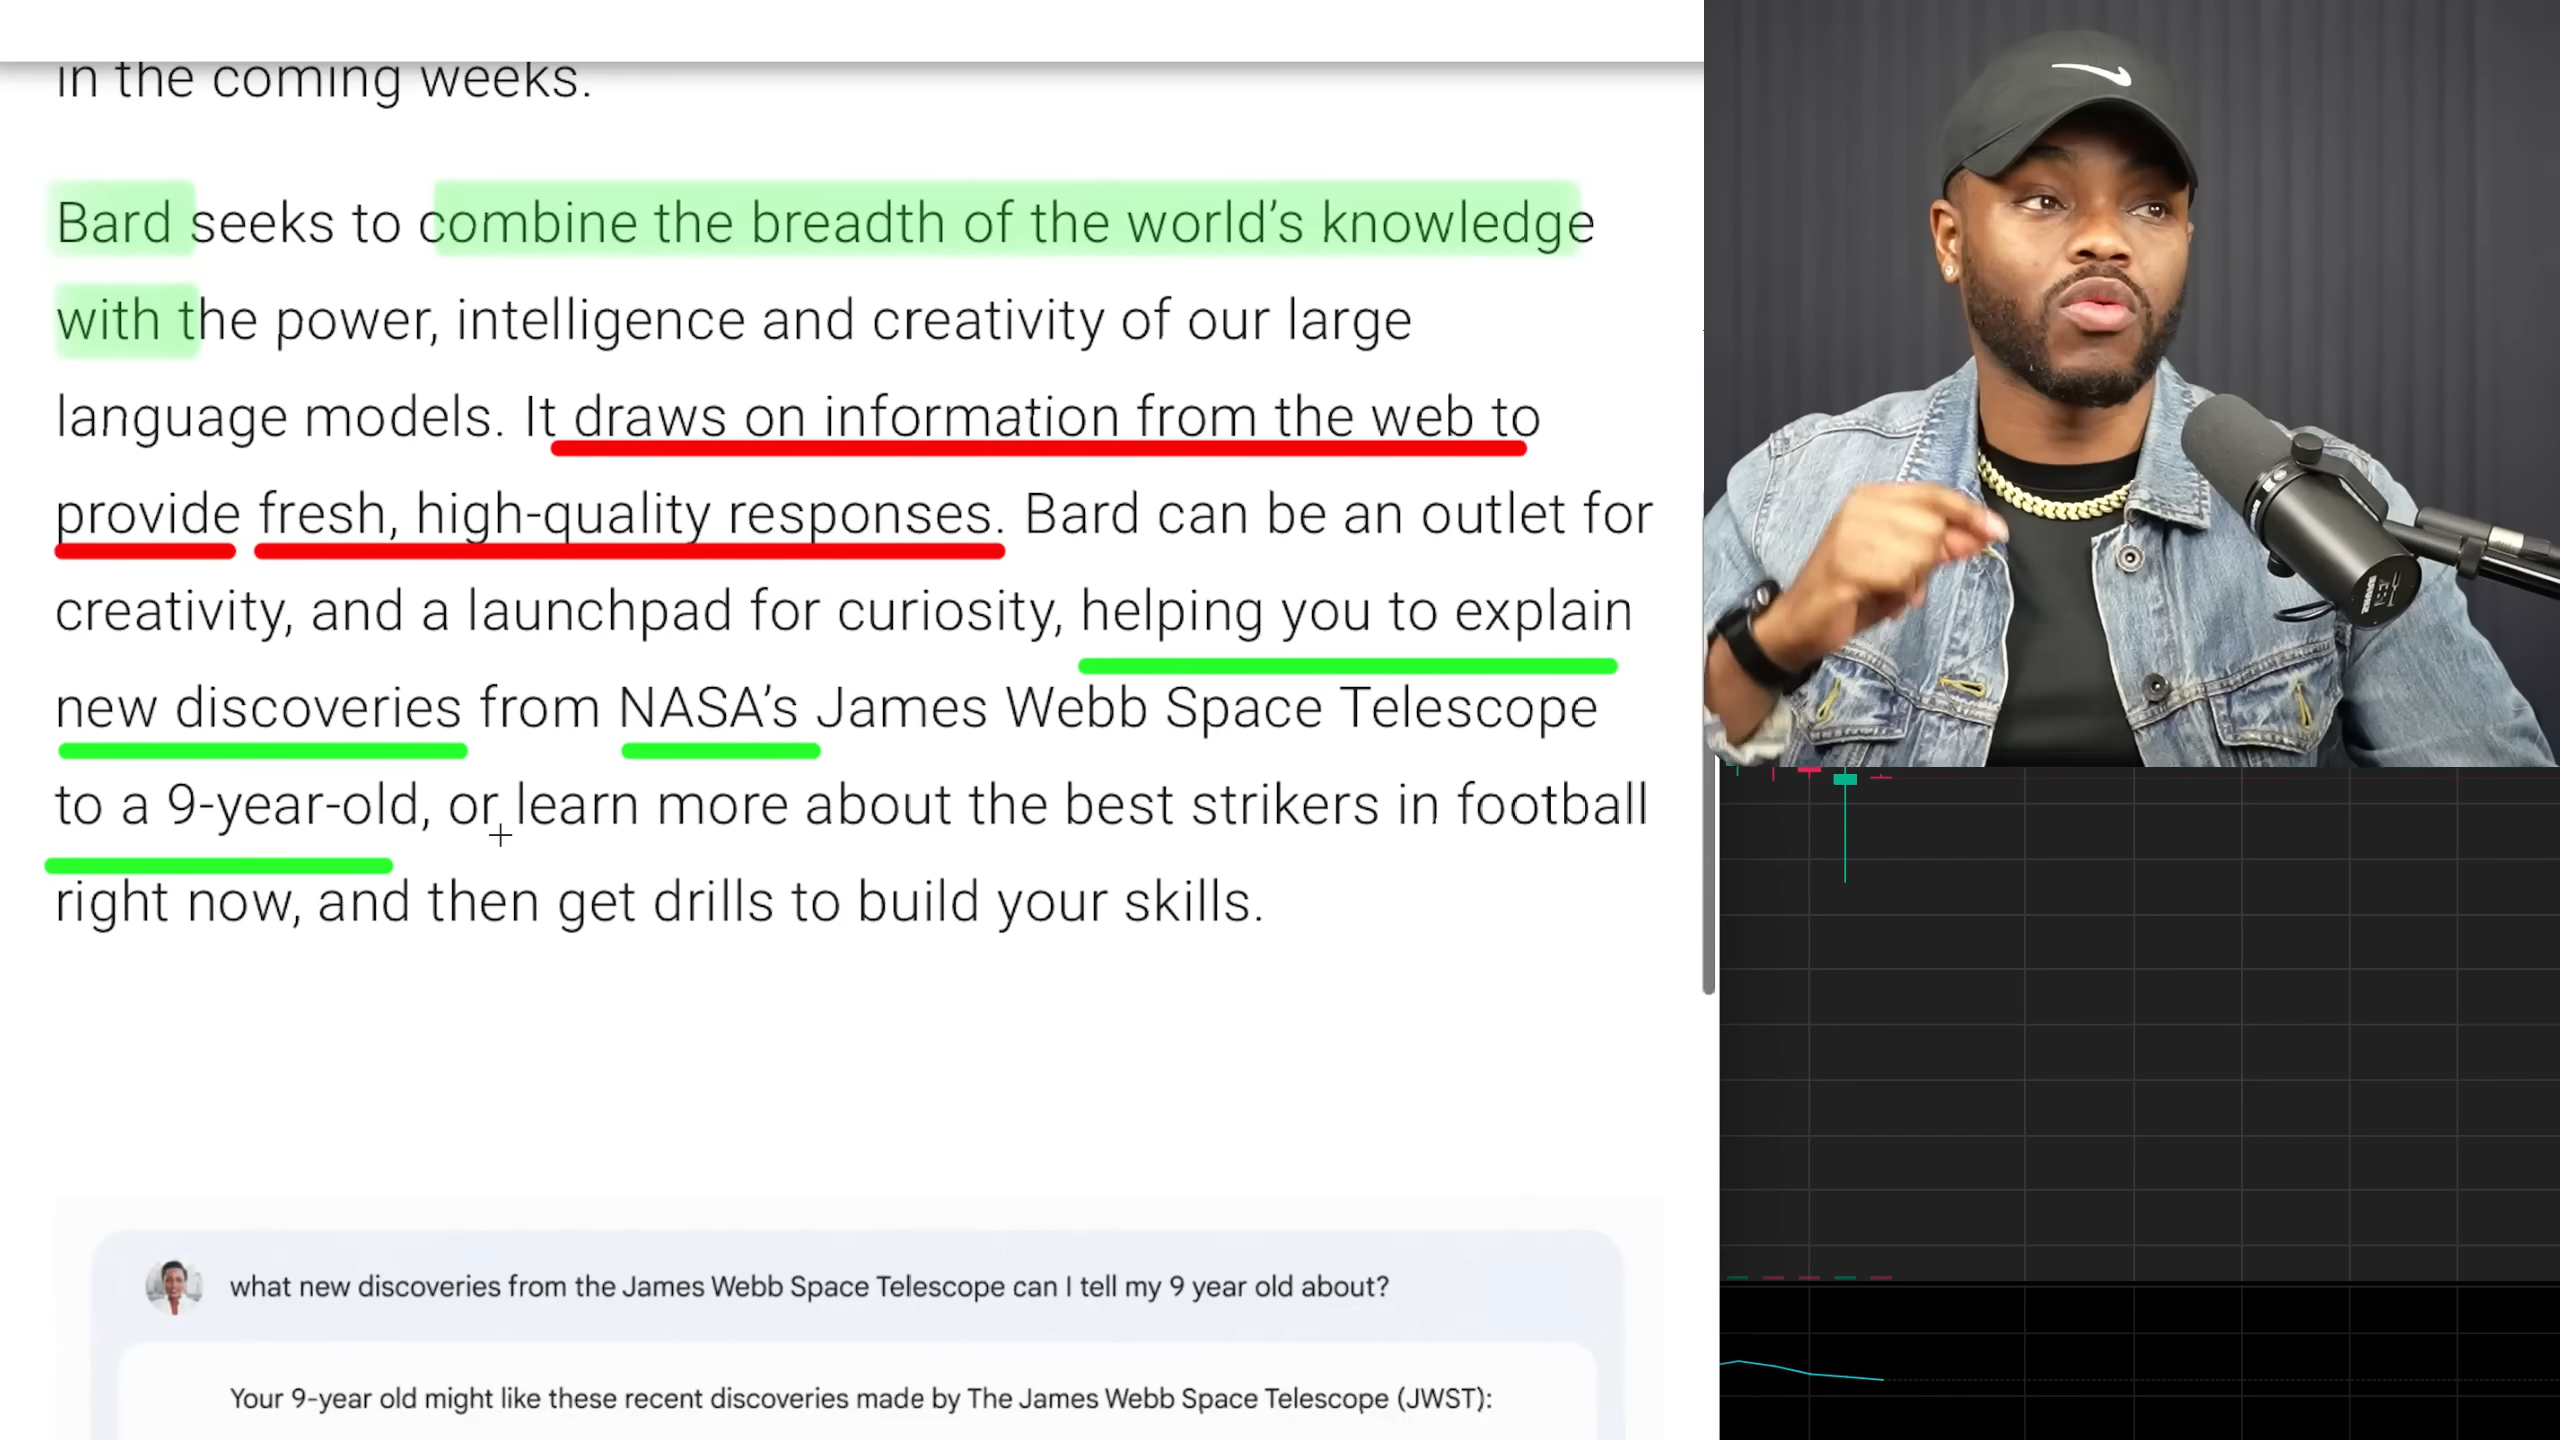 in the coming weeks.
Bard seeks to combine the breadth of the world's knowledge
with the power, intelligence and creativity of our large
language models. It draws on information from the web to
provide fresh, high-quality responses. Bard can be an outlet for
creativity, and a launchpad for curiosity, helping you to explain
new discoveries from NASA's James Webb Space Telescope
to a 9-year-old, or learn more about the best strikers in football
right now, and then get drills to build your skills.
what new discoveries from the James Webb Space Telescope can I tell my 9 year old about?
Your 9-year old might like these recent discoveries made by The James Webb Space Telescope (JWST):